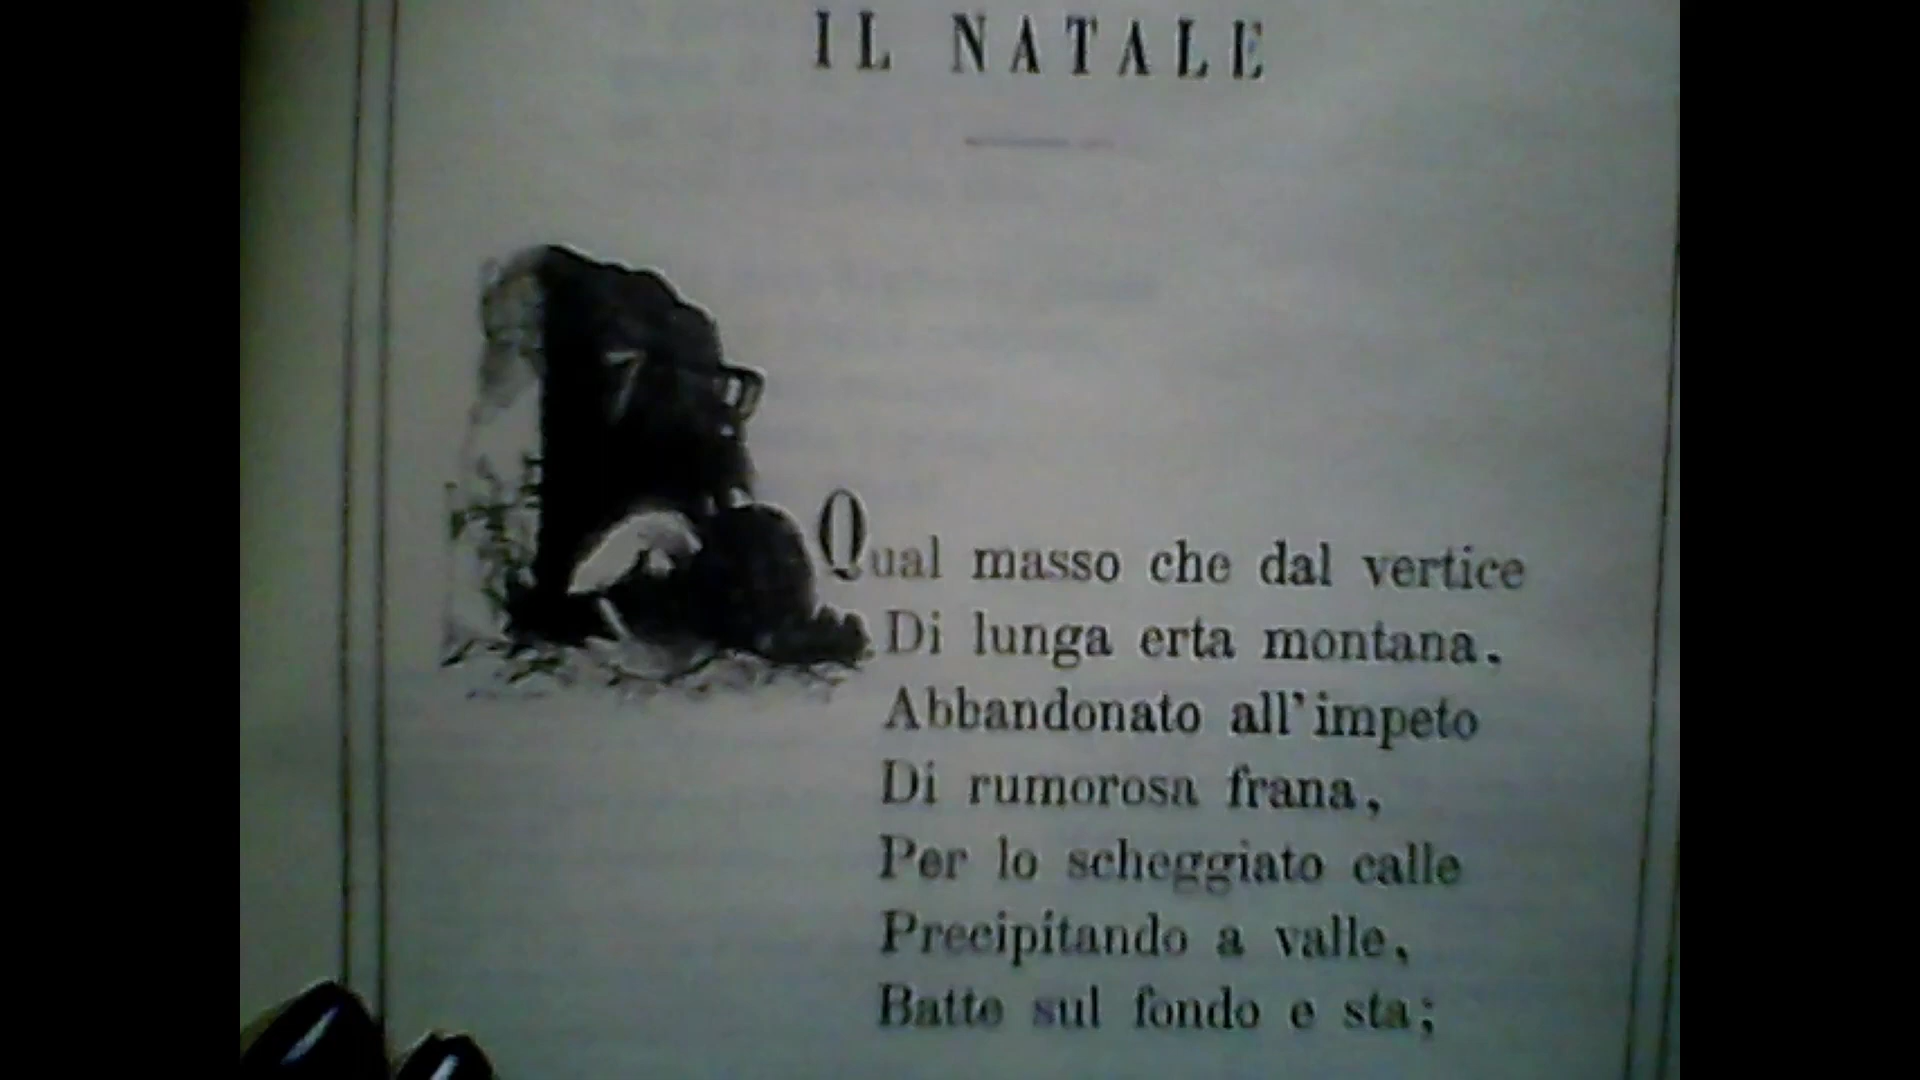 IL NATALE
Qual masso che dal vertice
Di lunga erta montana,
Abbandonato all'impeto
Di rumorosa frana,
Per lo scheggiato calle
Precipitando a valle,
Batte sul fondo e sta;